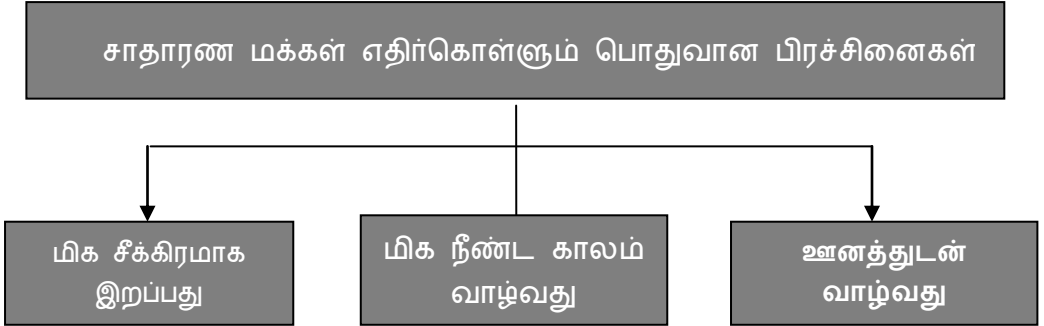 சாதாரண மக்கள் எதிர்கொள்ளும் பொதுவான பிரச்சினைகள்
மிக சீக்கிரமாக
இறப்பது
மிக நீண்ட காலம்
வாழ்வது
ஊனத்துடன்
வாழ்வது